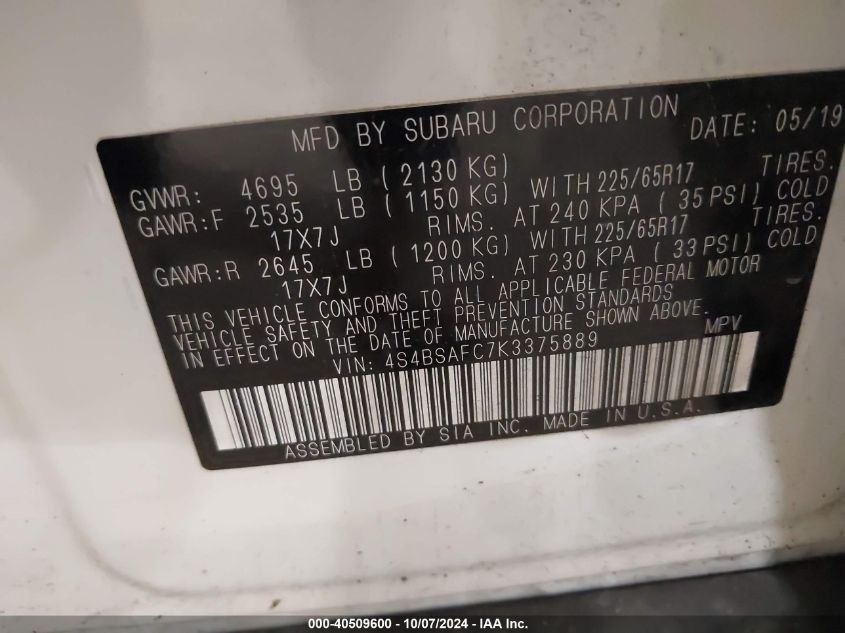 MFD BY SUBARU CORPORATION DATE: 05/19
GVWR: 4695 LB ( 2130 KG)
GAWR:F 2535 LB ( 1150 KG) WITH 225/65R17 TIRES.
17X7J RIMS. AT 240 KPA ( 35 PSI) COLD
GAWR:R 2645 LB ( 1200 KG) WITH 225/65R17 TIRES.
17X7J RIMS. AT 230 KPA ( 33 PSI) COLD
THIS VEHICLE CONFORMS TO ALL APPLICABLE FEDERAL MOTOR
VEHICLE SAFETY AND THEFT PREVENTION STANDARDS
IN EFFECT ON THE DATE OF MANUFACTURE SHOWN ABOVE.
VIN: 4S4BSAFC7K3375889 MPV
ASSEMBLED BY SIA INC. MADE IN U.S.A.
000-40509600 - 10/07/2024 - IAA Inc.